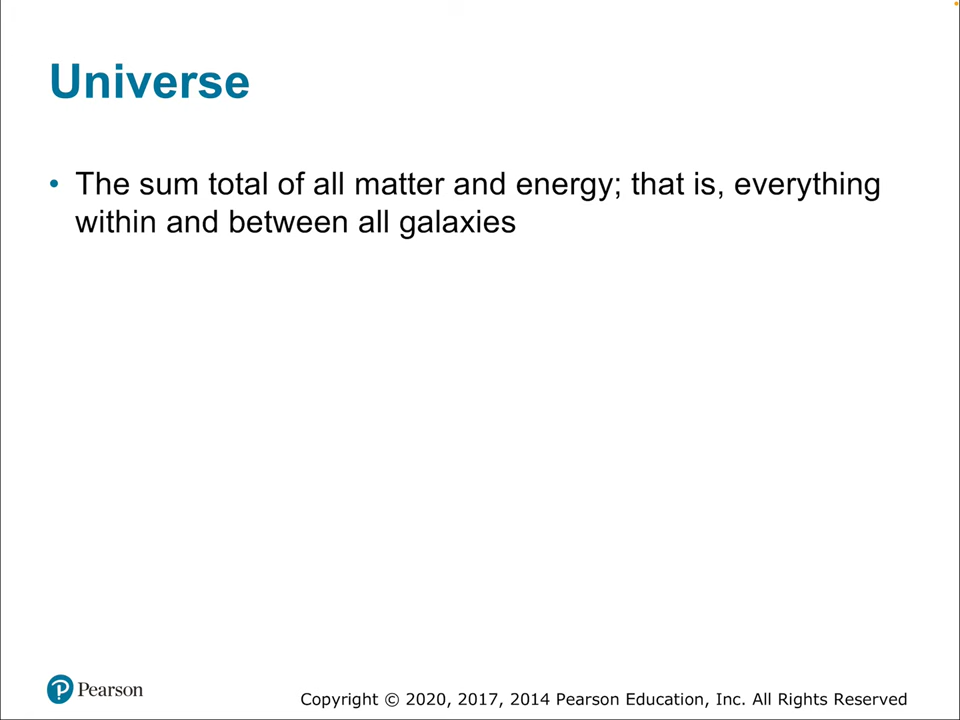 Universe
• The sum total of all matter and energy; that is, everything
within and between all galaxies
Pearson
Copyright © 2020, 2017, 2014 Pearson Education, Inc. All Rights Reserved